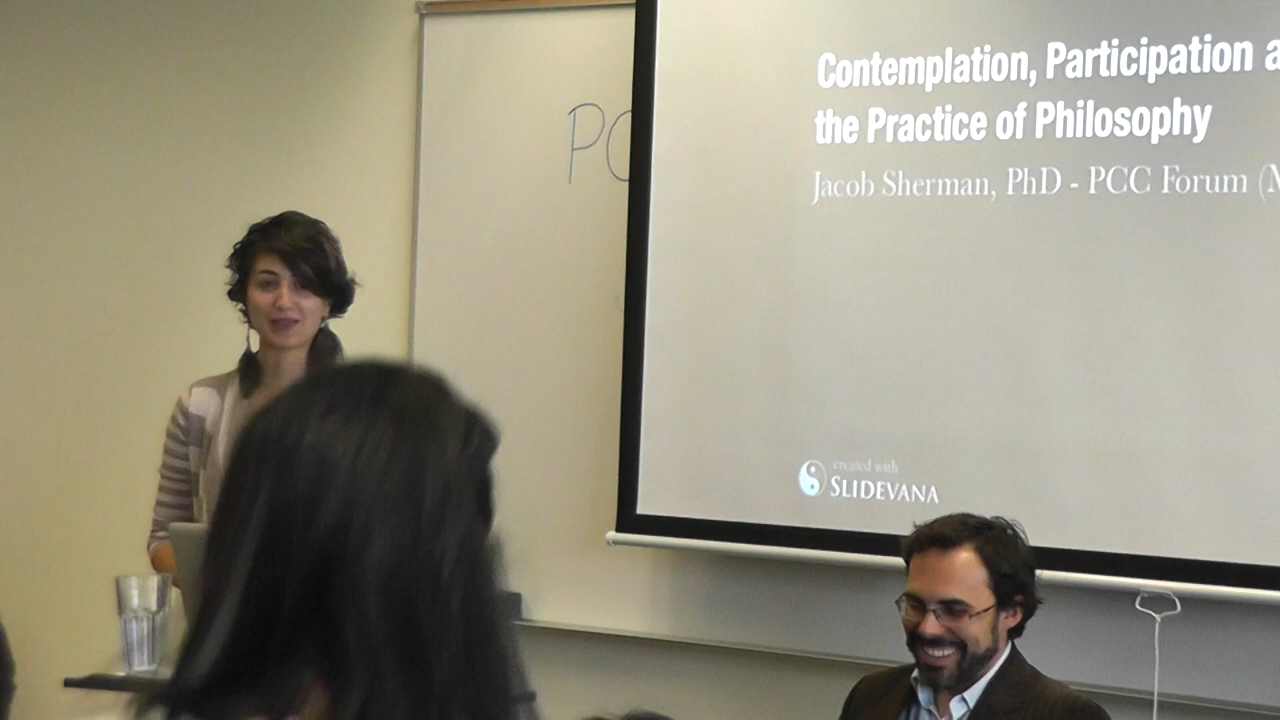 PC
Contemplation, Participation a
the Practice of Philosophy
Jacob Sherman, PhD - PCC Forum (M
created with
SLIDEVANA